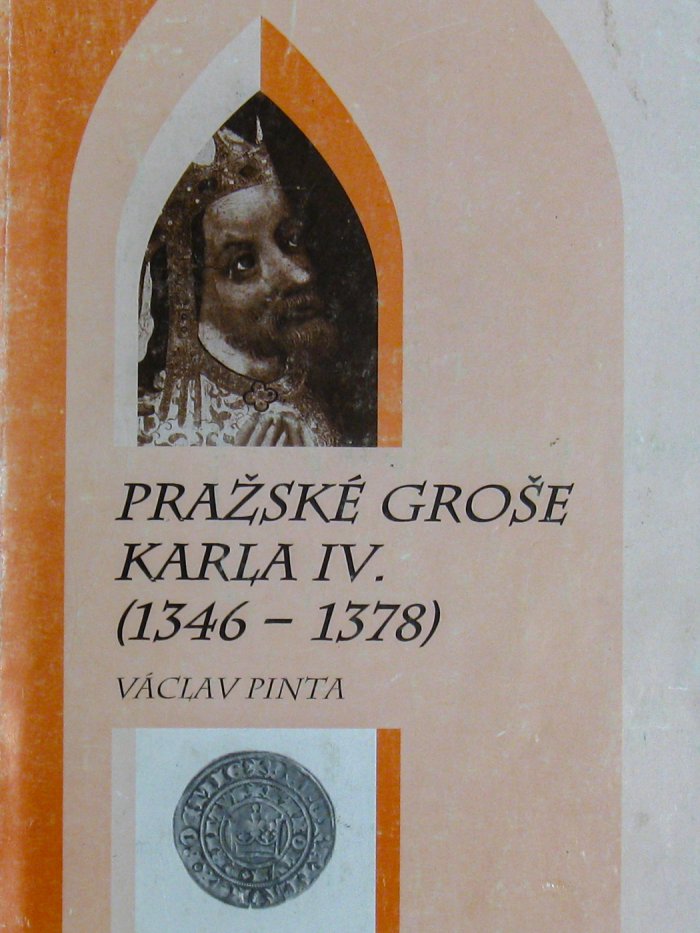 PRAŽSKÉ GROŠE
KARLA IV.
(1346 – 1378)
VÁCLAV PINTA